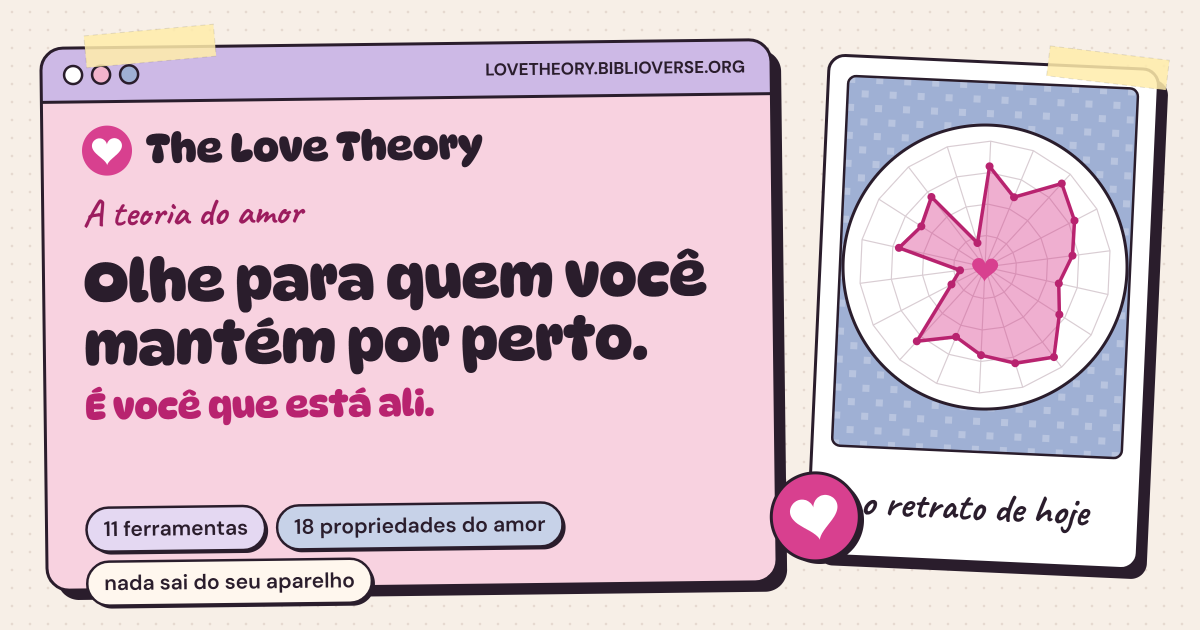 LOVETHEORY.BIBLIOVERSE.ORG
The Love Theory
A teoria do amor
Olhe para quem você
mantém por perto.
É você que está ali.
11 ferramentas
18 propriedades do amor
nada sai do seu aparelho
o retrato de hoje